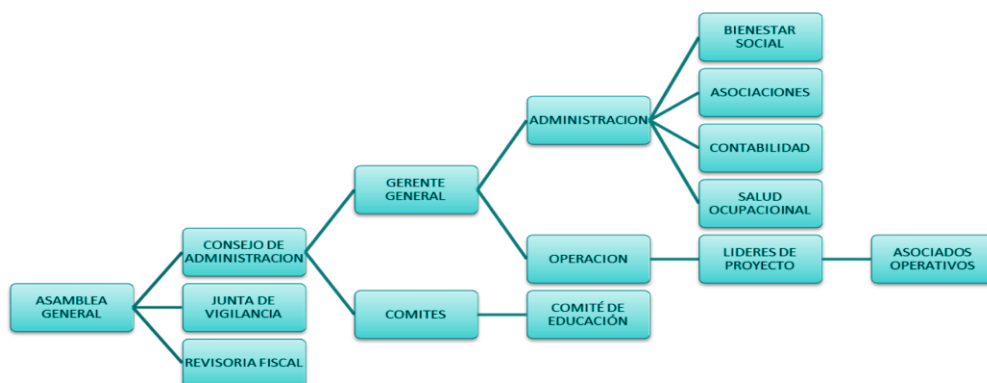 BIENESTAR
SOCIAL
ASOCIACIONES
ADMINISTRACION
CONTABILIDAD
GERENTE
GENERAL
SALUD
OCUPACIOINAL
CONSEJO DE
ADMINISTRACION
OPERACION
LIDERES DE
PROYECTO
ASOCIADOS
OPERATIVOS
ASAMBLEA
GENERAL
JUNTA DE
VIGILANCIA
COMITES
COMITÉ DE
EDUCACIÓN
REVISORIA FISCAL